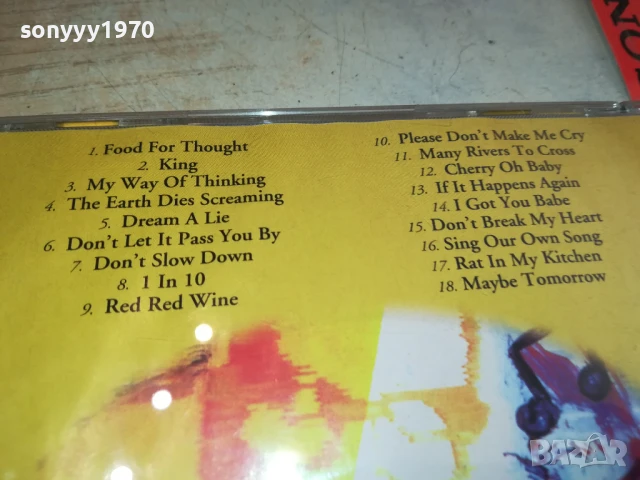 sonyyy1970
1. Food For Thought
2. King
3. My Way Of Thinking
4. The Earth Dies Screaming
5. Dream A Lie
6. Don't Let It Pass You By
7. Don't Slow Down
8. 1 In 10
9. Red Red Wine
10. Please Don't Make Me Cry
11. Many Rivers To Cross
12. Cherry Oh Baby
13. If It Happens Again
14. I Got You Babe
15. Don't Break My Heart
16. Sing Our Own Song
17. Rat In My Kitchen
18. Maybe Tomorrow
BAZAR